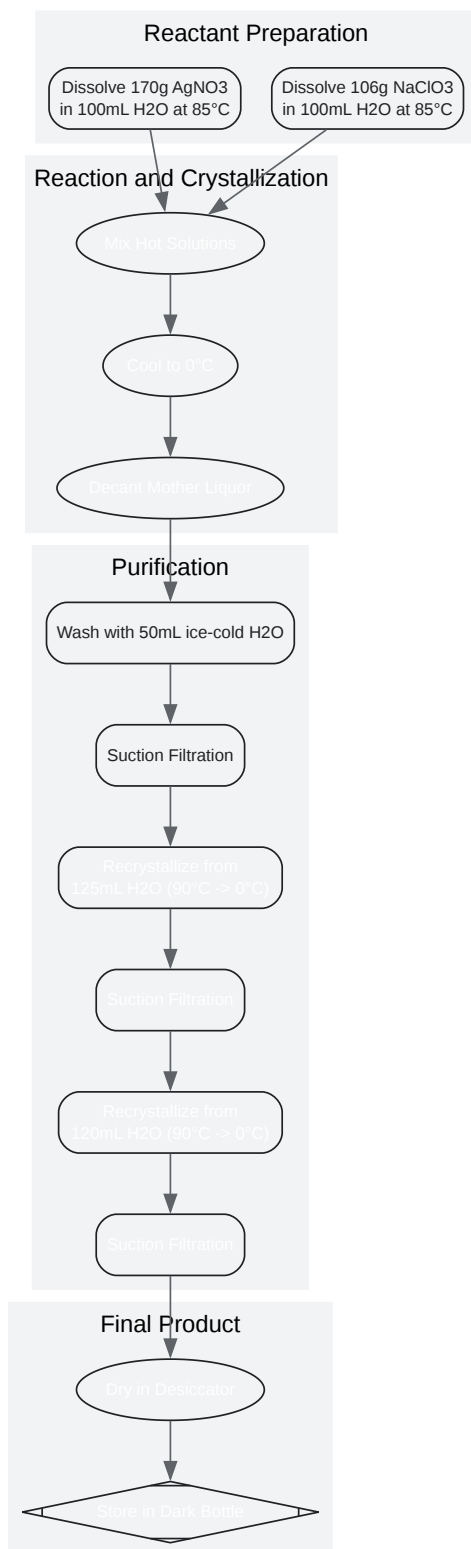 Reactant Preparation
Dissolve 170g AgNO3
in 100mL H2O at 85°C
Dissolve 106g NaClO3
in 100mL H2O at 85°C
Reaction and Crystallization
Mix Hot Solutions
Cool to 0°C
Decant Mother Liquor
Purification
Wash with 50mL ice-cold H2O
Suction Filtration
Recrystallize from
125mL H2O (90°C -> 0°C)
Suction Filtration
Recrystallize from
120mL H2O (90°C -> 0°C)
Suction Filtration
Final Product
Dry in Desiccator
Store in Dark Bottle